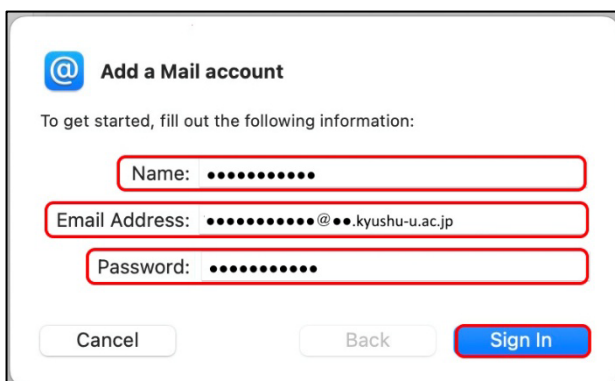 @ Add a Mail account
To get started, fill out the following information:
Name: •••••••••••
Email Address: •••••••••••@••.kyushu-u.ac.jp
Password: •••••••••••
Cancel Back Sign In